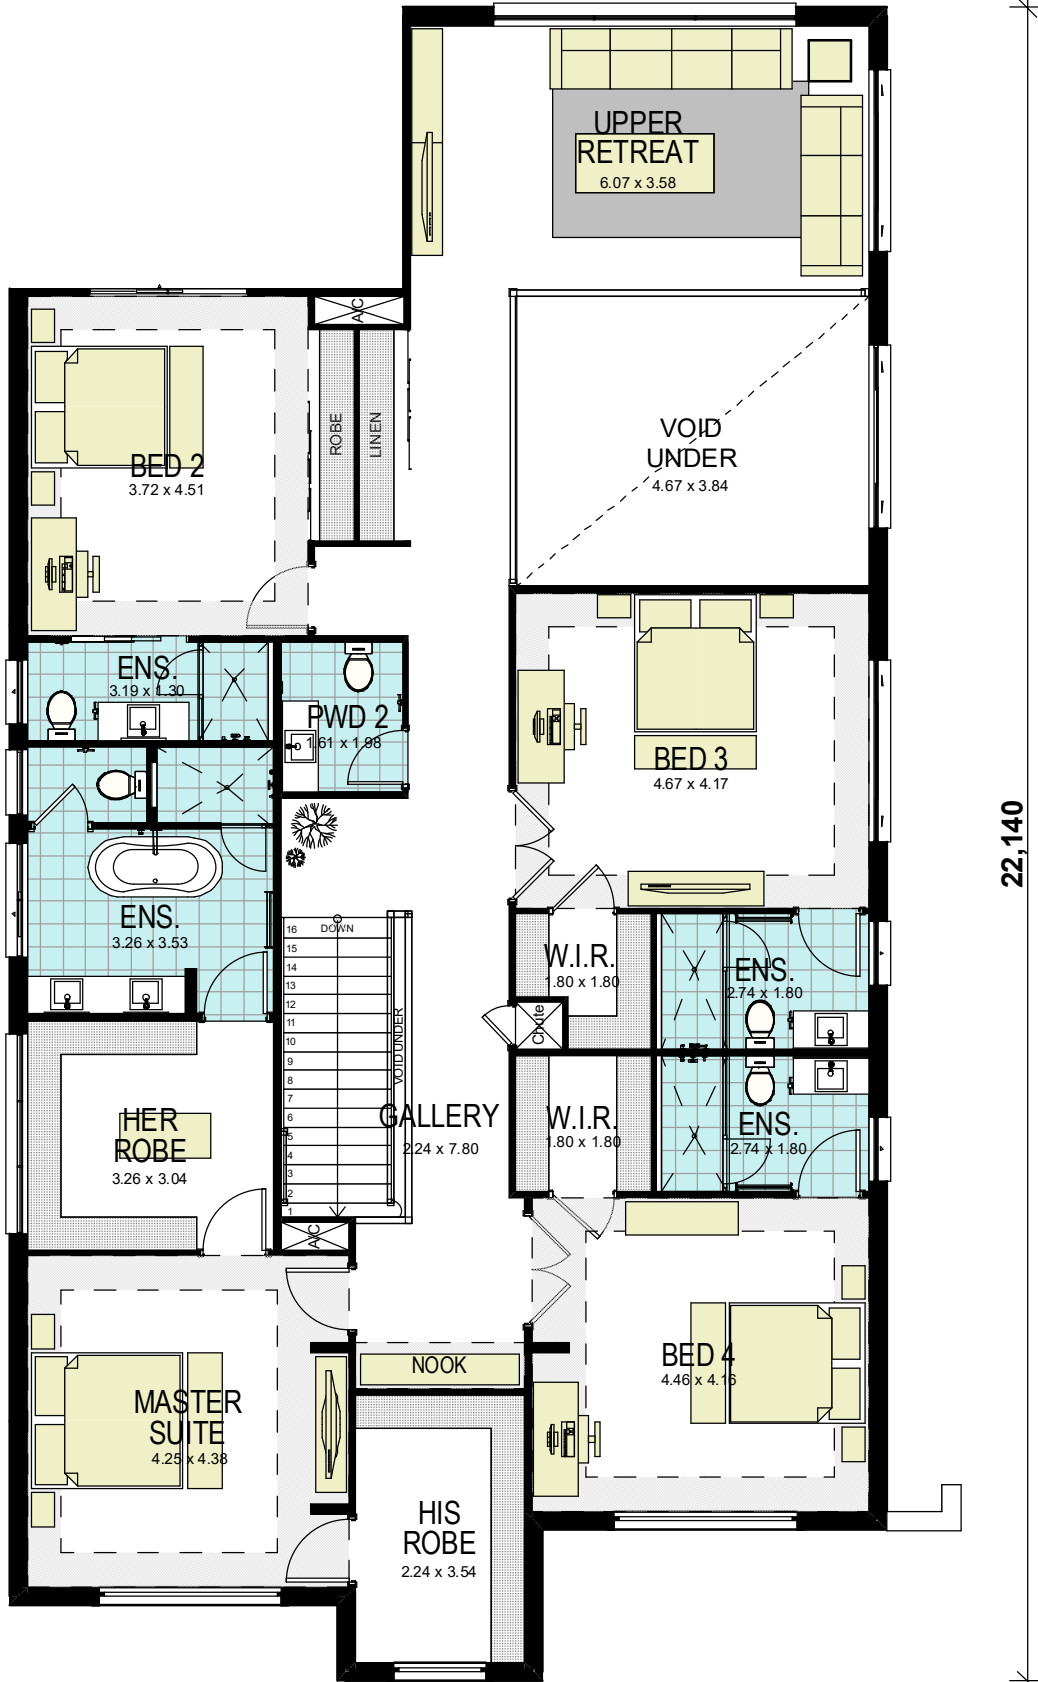 UPPER
RETREAT
6.07 x 3.58
A/C
ROBE
LINEN
VOID
UNDER
4.67 x 3.84
BED 2
3.72 x 4.51
ENS.
3.19 x 1.30
PWD 2
1.61 x 1.98
BED 3
4.67 x 4.17
22,140
ENS.
3.26 x 3.53
16
DOWN
15
14
13
12
11
10
9
8
7
6
5
4
3
2
1
VOID UNDER
W.I.R.
1.80 x 1.80
ENS.
2.74 x 1.80
Chute
GALLERY
2.24 x 7.80
W.I.R.
1.80 x 1.80
ENS.
2.74 x 1.80
HER
ROBE
3.26 x 3.04
A/C
NOOK
BED 4
4.46 x 4.16
MASTER
SUITE
4.25 x 4.38
HIS
ROBE
2.24 x 3.54